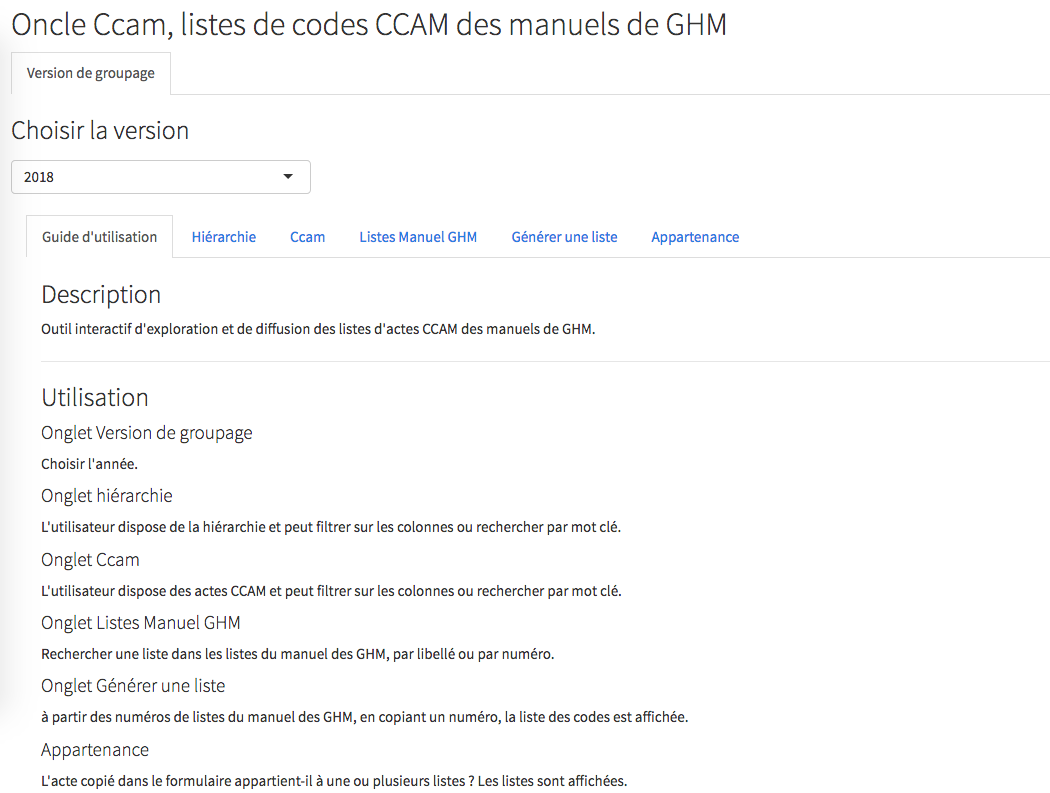 Oncle Ccam, listes de codes CCAM des manuels de GHM
Version de groupage
Choisir la version
2018
Guide d'utilisation Hiérarchie Ccam Listes Manuel GHM Générer une liste Appartenance
Description
Outil interactif d'exploration et de diffusion des listes d'actes CCAM des manuels de GHM.
Utilisation
Onglet Version de groupage
Choisir l'année.
Onglet hiérarchie
L'utilisateur dispose de la hiérarchie et peut filtrer sur les colonnes ou rechercher par mot clé.
Onglet Ccam
L'utilisateur dispose des actes CCAM et peut filtrer sur les colonnes ou rechercher par mot clé.
Onglet Listes Manuel GHM
Rechercher une liste dans les listes du manuel des GHM, par libellé ou par numéro.
Onglet Générer une liste
à partir des numéros de listes du manuel des GHM, en copiant un numéro, la liste des codes est affichée.
Appartenance
L'acte copié dans le formulaire appartient-il à une ou plusieurs listes ? Les listes sont affichées.